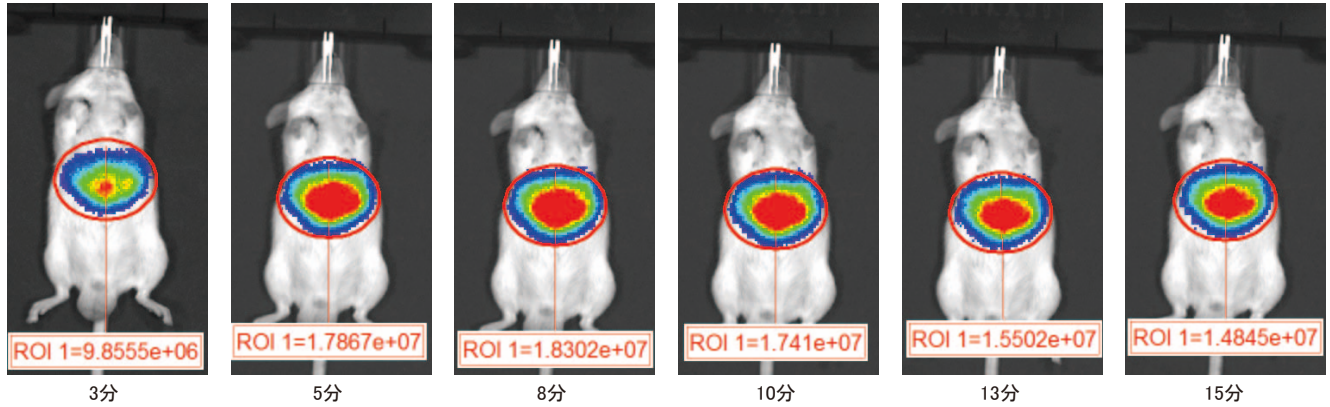 ROI 1=9.8555e+06
ROI 1=1.7867e+07
ROI 1=1.8302e+07
ROI 1=1.741e+07
ROI 1=1.5502e+07
ROI 1=1.4845e+07
3分
5分
8分
10分
13分
15分